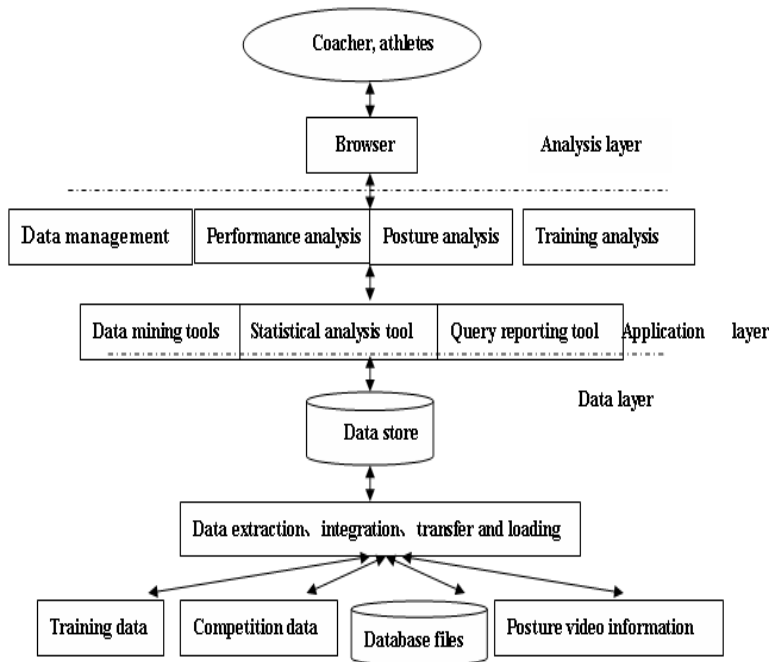 Coacher, athletes
Browser
Analysis layer
Data management
Performance analysis
Posture analysis
Training analysis
Data mining tools
Statistical analysis tool
Query reporting tool
Application layer
Data layer
Data store
Data extraction、integration、transfer and loading
Training data
Competition data
Database files
Posture video information